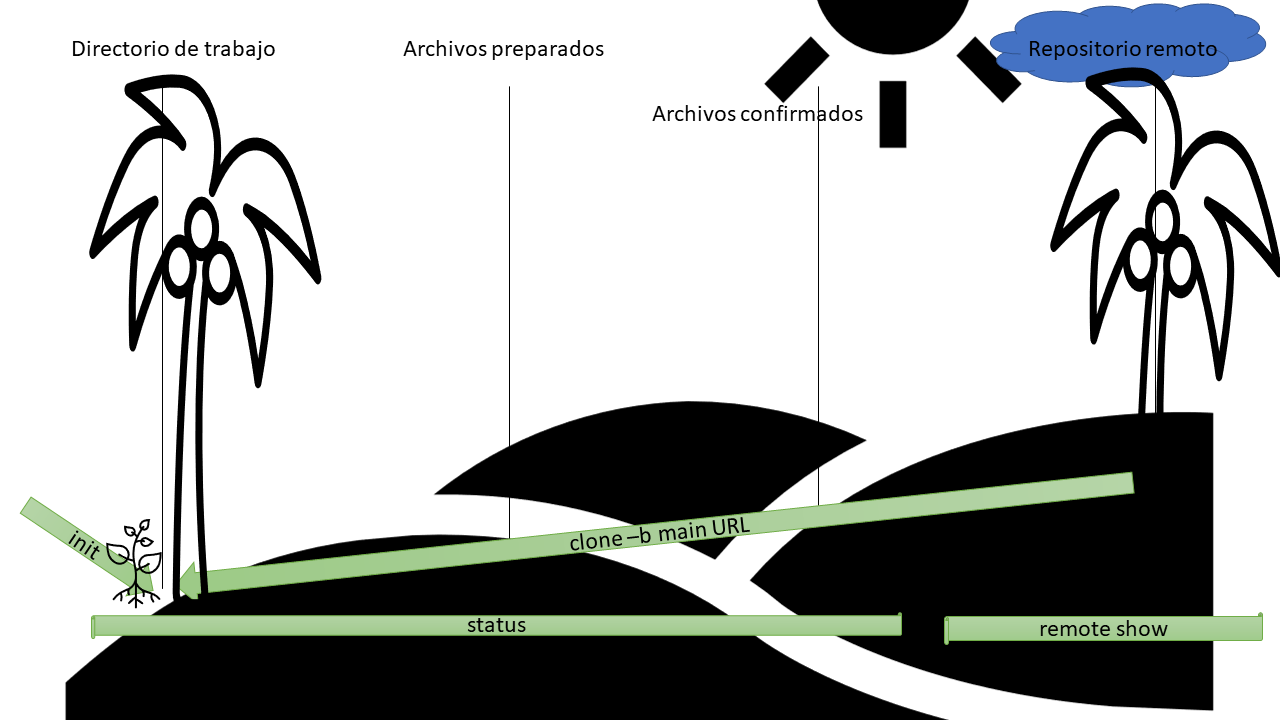 Directorio de trabajo
Archivos preparados
Repositorio remoto
Archivos confirmados
init
clone –b main URL
status
remote show